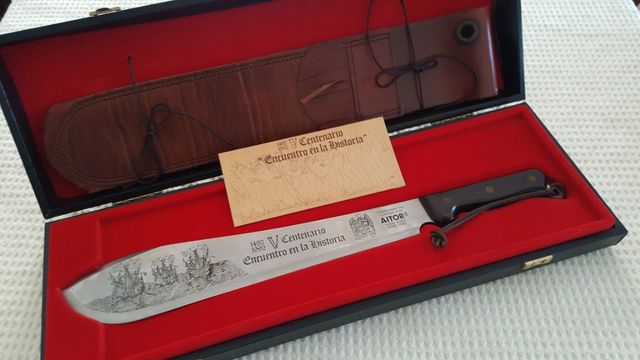 1492
1992
V Centenario
"Encuentro en la Historia"
1492
1992
V Centenario
Encuentro en la Historia
AITOR®